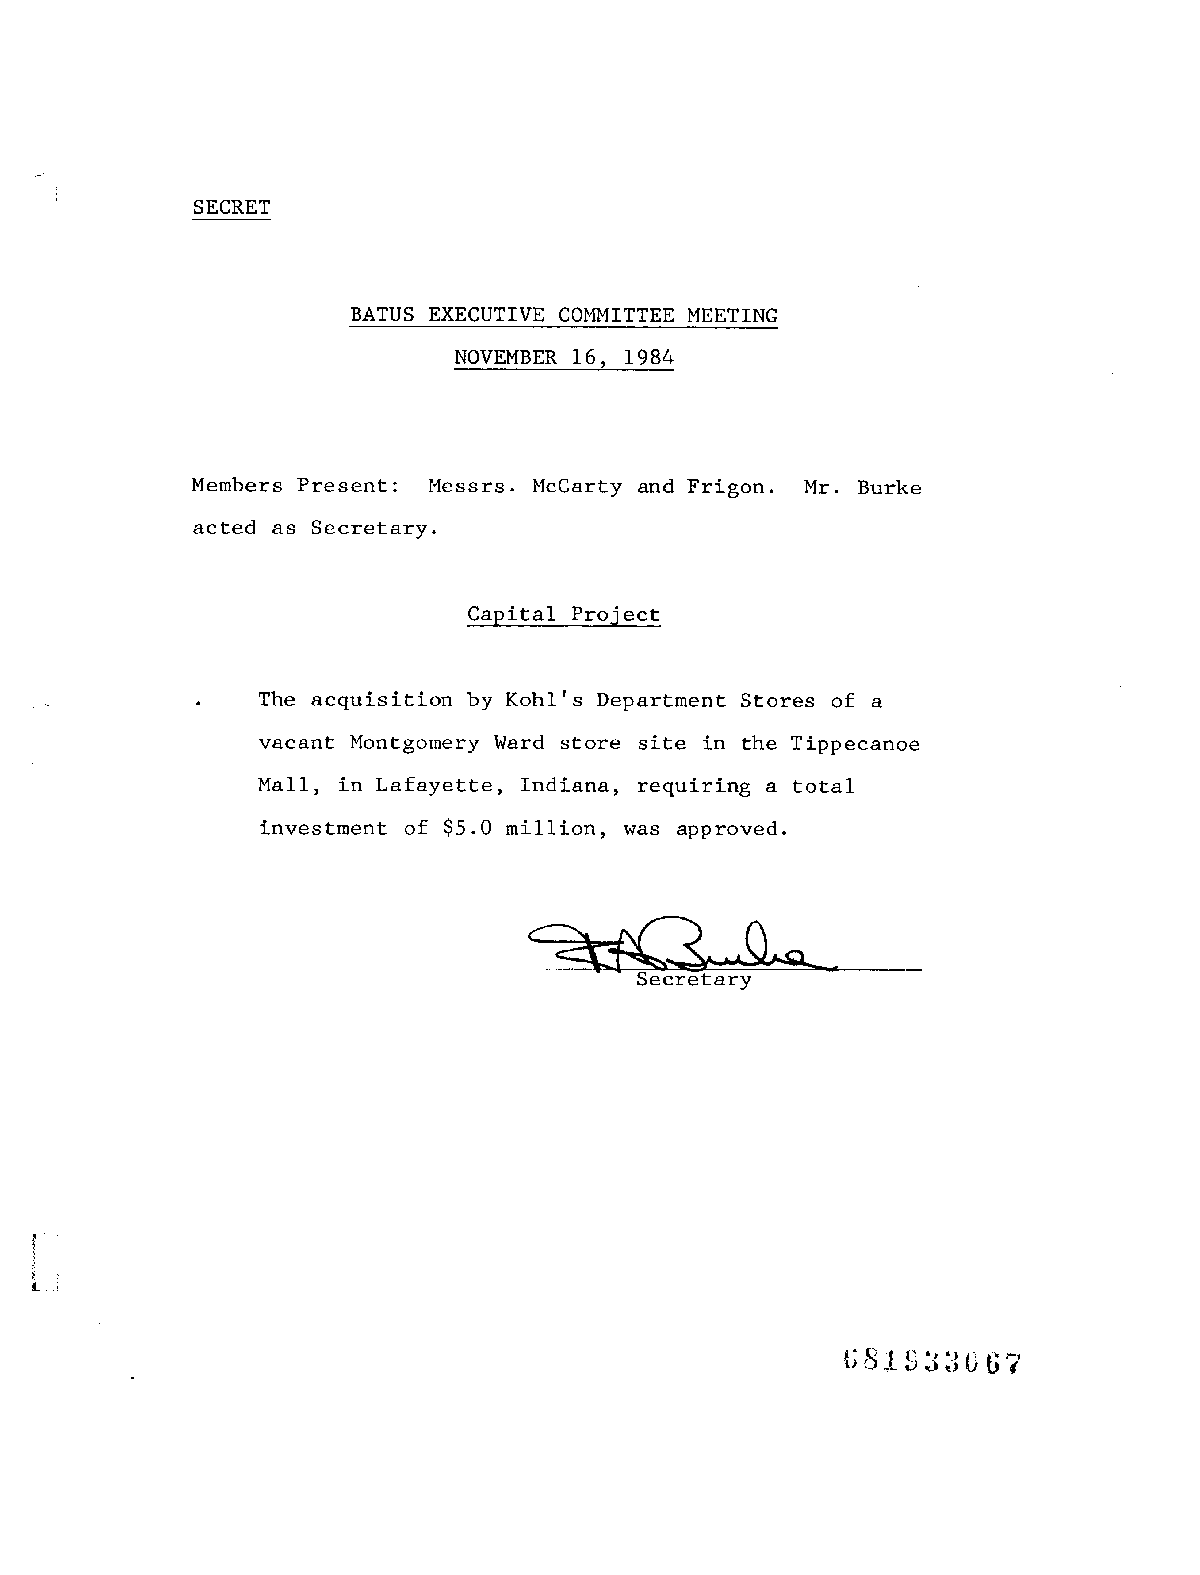 SECRET
BATUS EXECUTIVE COMMITTEE MEETING
NOVEMBER 16, 1984
Members Present: Messrs. McCarty and Frigon. Mr. Burke
acted as Secretary.
Capital Project
. The acquisition by Kohl's Department Stores of a
vacant Montgomery Ward store site in the Tippecanoe
Mall, in Lafayette, Indiana, requiring a total
investment of $5.0 million, was approved.
Burke
Secretary
681933067